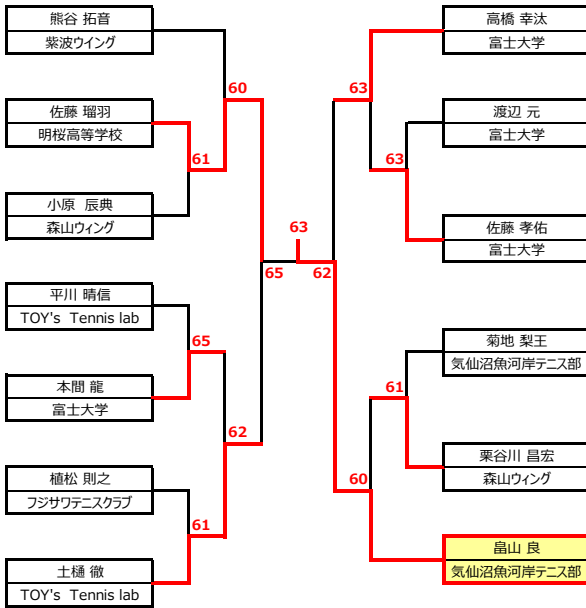 熊谷 拓音
紫波ウイング
60
佐藤 瑠羽
明桜高等学校
61
小原 辰典
森山ウィング
65
平川 晴信
TOY's Tennis lab
65
本間 龍
富士大学
62
植松 則之
フジサワテニスクラブ
61
土樋 徹
TOY's Tennis lab
63
62
高橋 幸汰
富士大学
63
渡辺 元
富士大学
63
佐藤 孝佑
富士大学
菊地 梨王
気仙沼魚河岸テニス部
61
栗谷川 昌宏
森山ウィング
60
畠山 良
気仙沼魚河岸テニス部